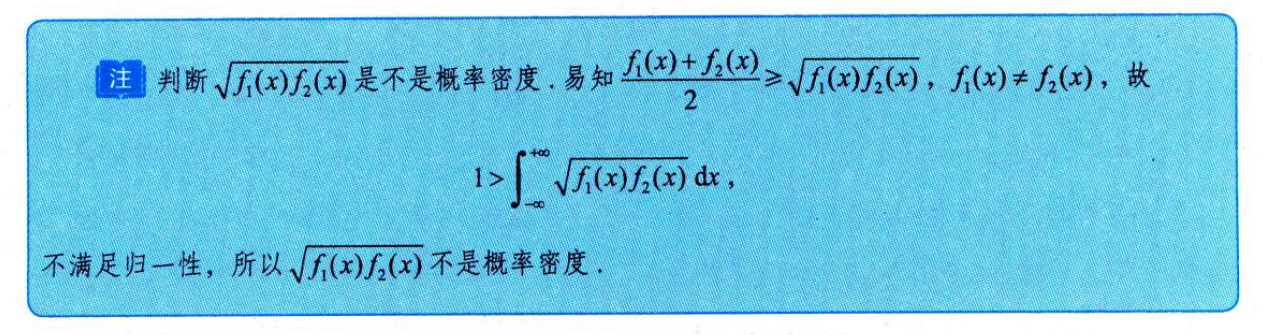 注 判断 $\sqrt{f_1(x)f_2(x)}$ 是不是概率密度.易知 $\frac{f_1(x)+f_2(x)}{2} \geqslant \sqrt{f_1(x)f_2(x)}$，$f_1(x) \neq f_2(x)$，故
$1 > \int_{-\infty}^{+\infty} \sqrt{f_1(x)f_2(x)}\,\mathrm{d}x$，
不满足归一性，所以 $\sqrt{f_1(x)f_2(x)}$ 不是概率密度.